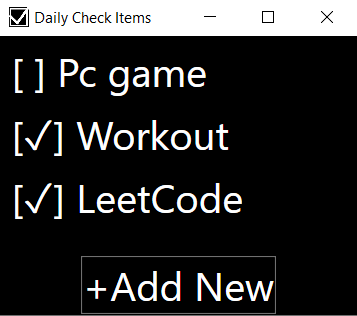 Daily Check Items
[ ] Pc game
[✓] Workout
[✓] LeetCode
+Add New